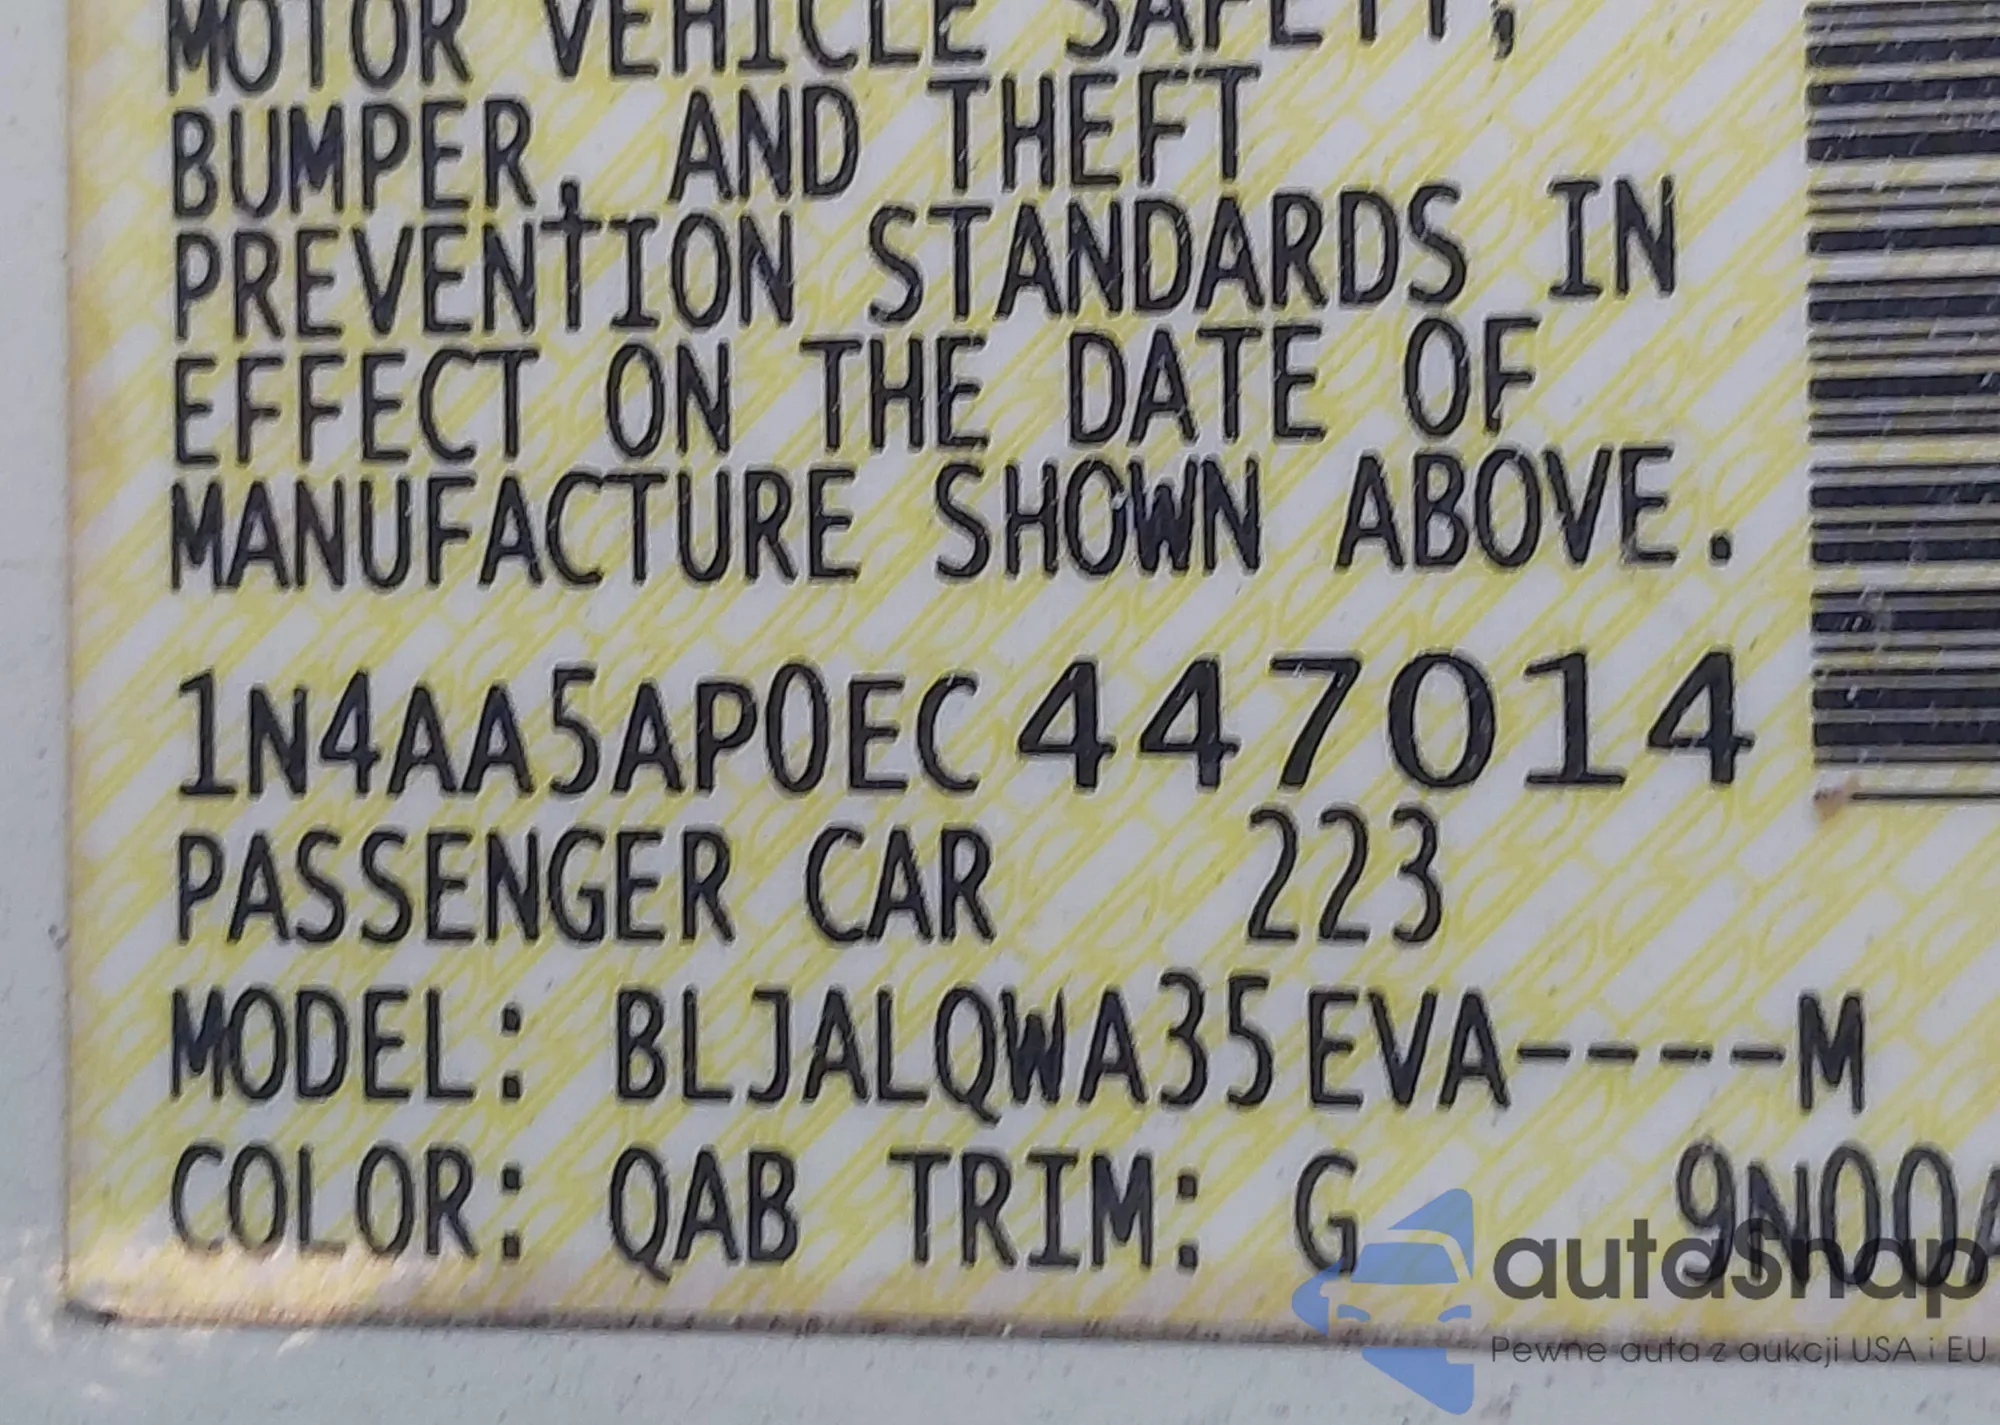 MOTOR VEHICLE SAFETY,
BUMPER, AND THEFT
PREVENTION STANDARDS IN
EFFECT ON THE DATE OF
MANUFACTURE SHOWN ABOVE.
1N4AA5AP0EC447014
PASSENGER CAR 223
MODEL: BLJALQWA35EVA----M
COLOR: QAB TRIM: G 9N00A
autasnap
Pewne auta z aukcji USA i EU